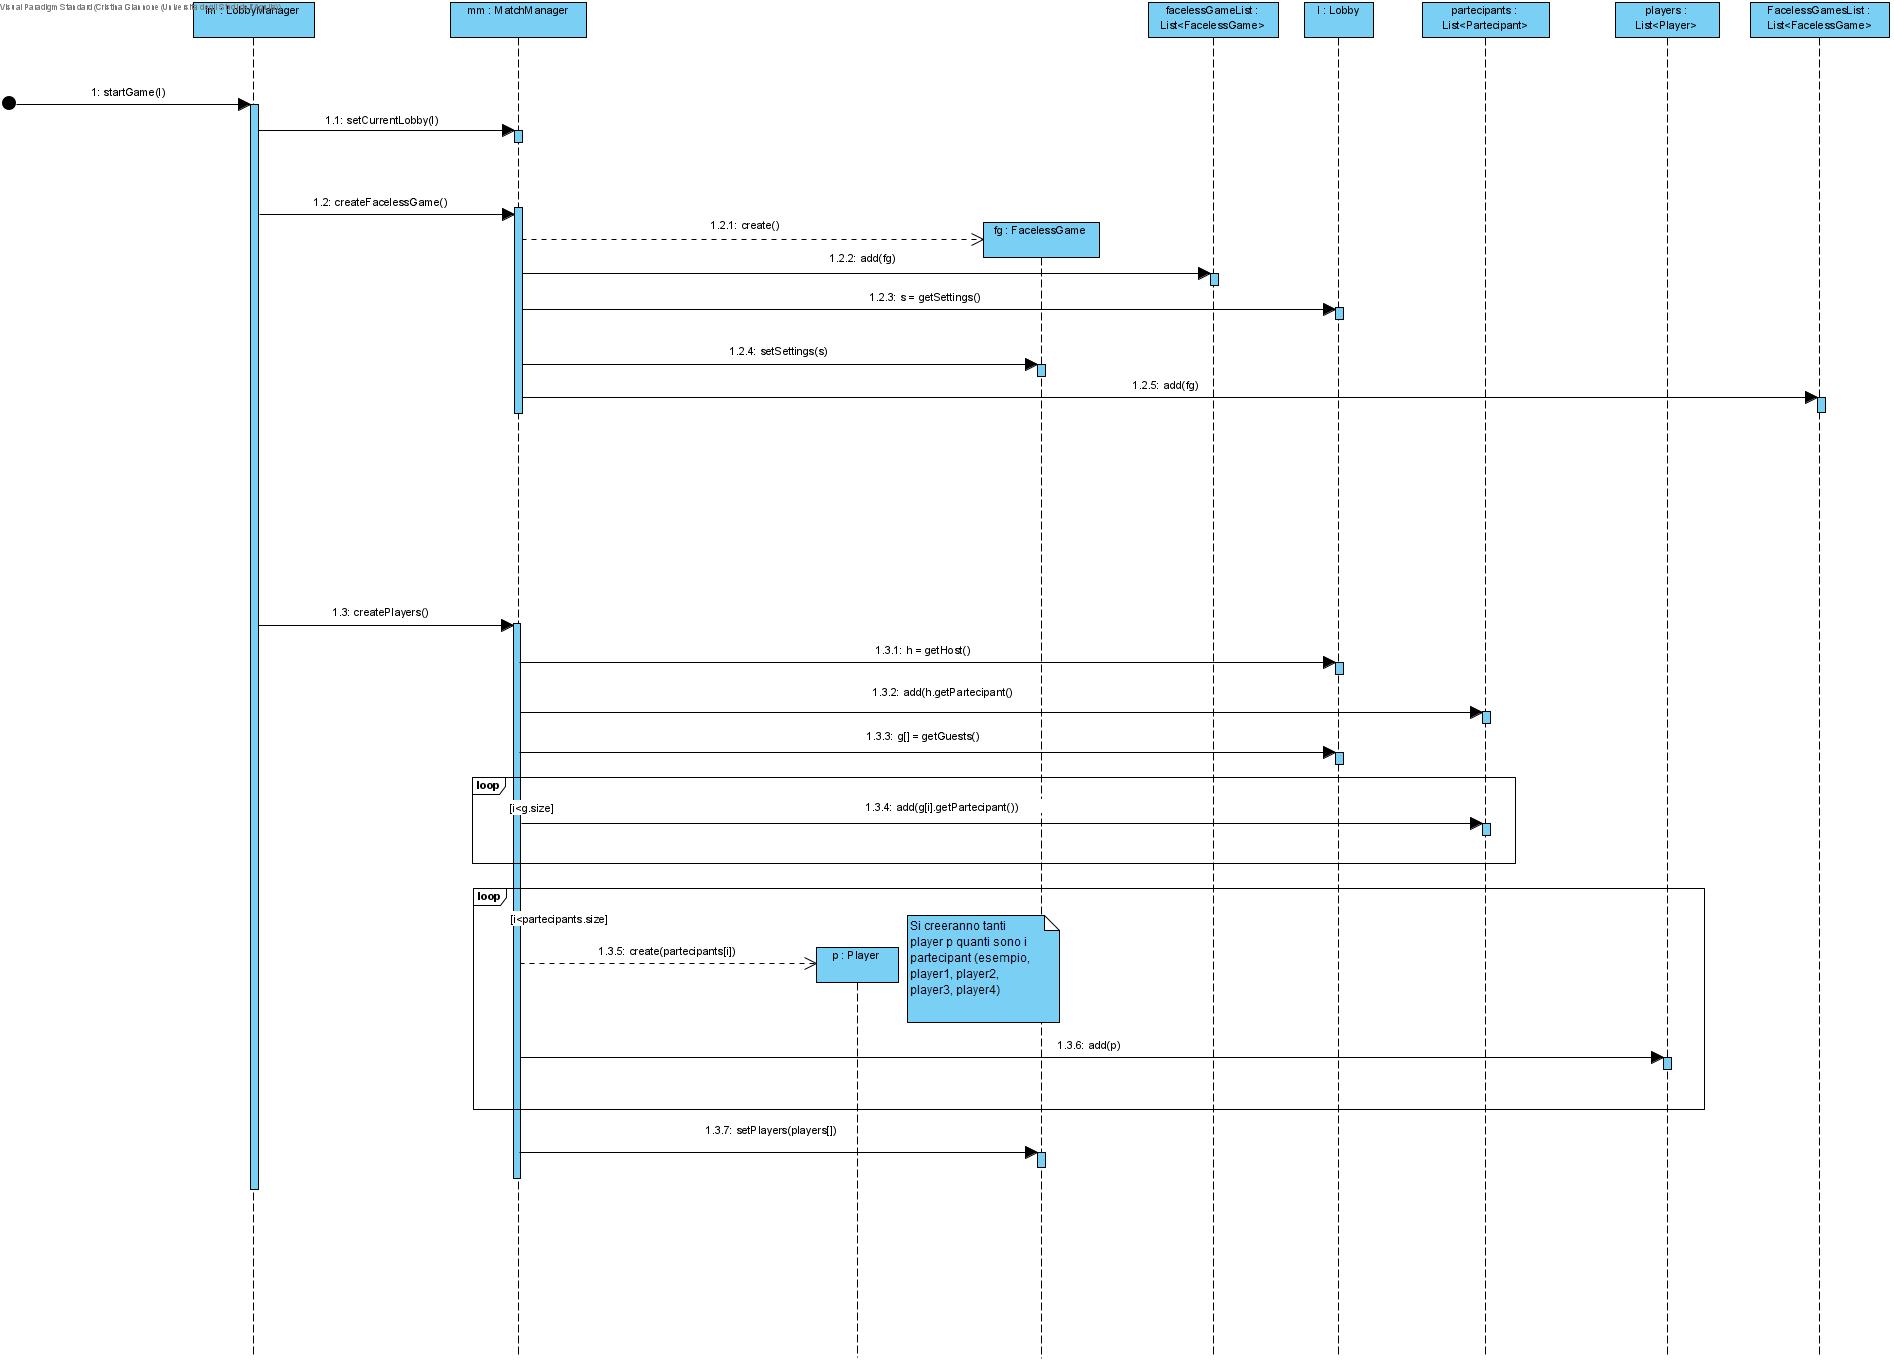 Visual Paradigm Standard (Cristina Giannone (Università degli Studi di
lm : LobbyManager
mm : MatchManager
facelessGameList :
List<FacelessGame>
l : Lobby
partecipants :
List<Partecipant>
players :
List<Player>
FacelessGamesList :
List<FacelessGame>
1: startGame(l)
1.1: setCurrentLobby(l)
1.2: createFacelessGame()
1.2.1: create()
fg : FacelessGame
1.2.2: add(fg)
1.2.3: s = getSettings()
1.2.4: setSettings(s)
1.2.5: add(fg)
1.3: createPlayers()
1.3.1: h = getHost()
1.3.2: add(h.getPartecipant()
1.3.3: g[] = getGuests()
loop
[i<g.size]
1.3.4: add(g[i].getPartecipant())
loop
[i<partecipants.size]
1.3.5: create(partecipants[i])
p : Player
Si creeranno tanti
player p quanti sono i
partecipant (esempio,
player1, player2,
player3, player4)
1.3.6: add(p)
1.3.7: setPlayers(players[])